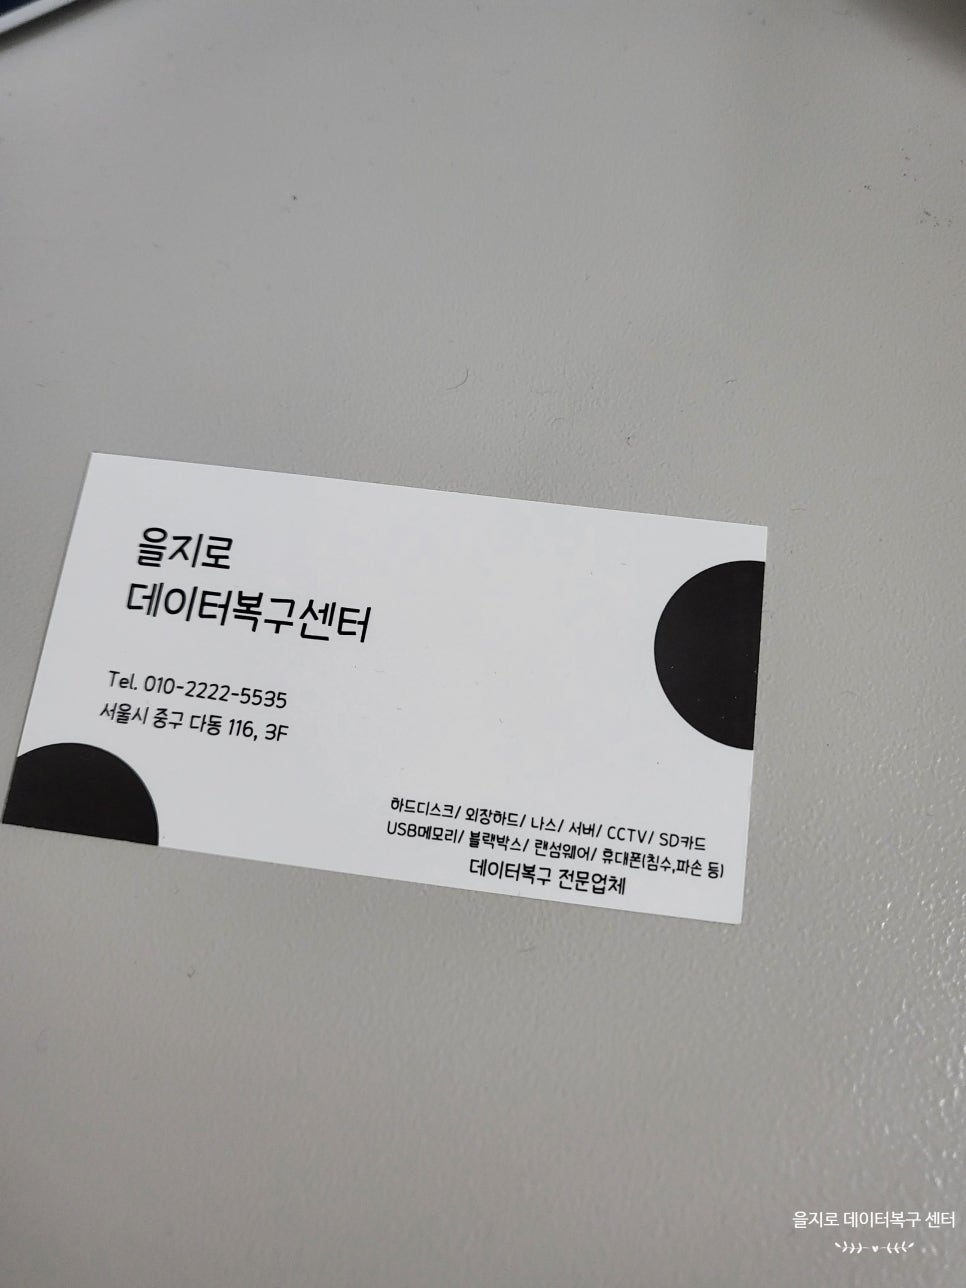 을지로
데이터복구센터
Tel. 010-2222-5535
서울시 중구 다동 116, 3F
하드디스크/ 외장하드/ 나스/ 서버/ CCTV/ SD카드
USB메모리/ 블랙박스/ 랜섬웨어/ 휴대폰(침수,파손 등)
데이터복구 전문업체
을지로 데이터복구 센터